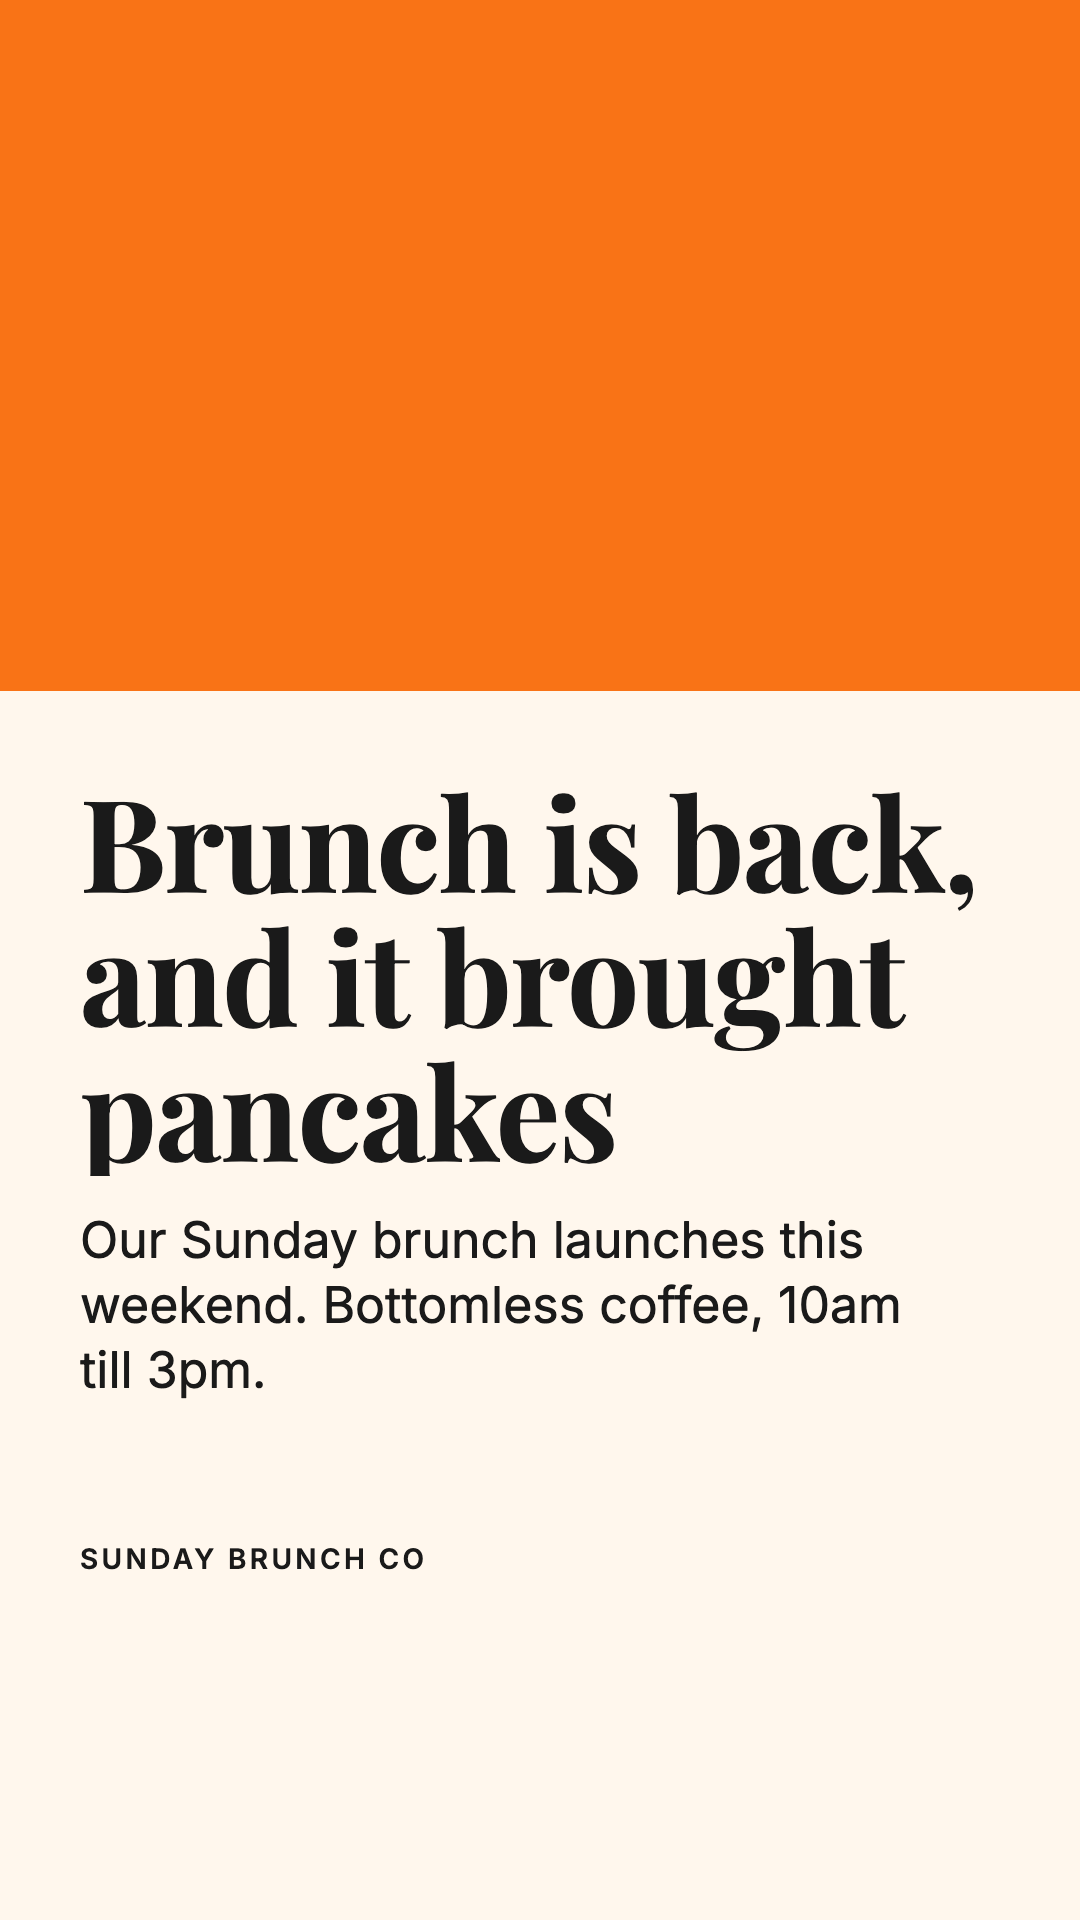 Brunch is back,
and it brought
pancakes
Our Sunday brunch launches this
weekend. Bottomless coffee, 10am
till 3pm.
SUNDAY BRUNCH CO